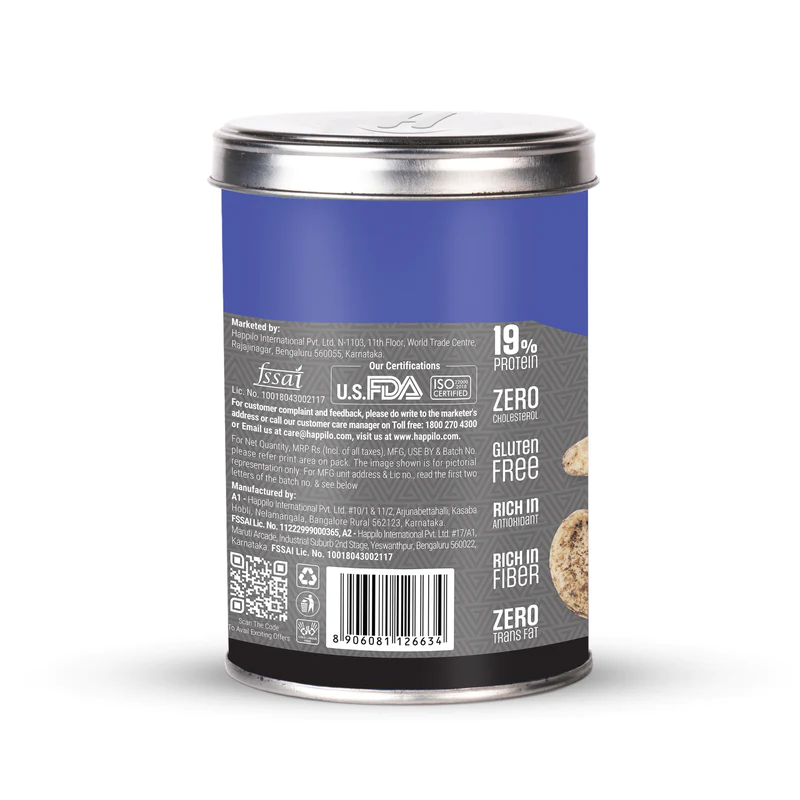 Marketed by:
Happilo International Pvt. Ltd. N-1103, 11th Floor, World Trade Centre,
Rajajinagar, Bengaluru 560055, Karnataka.
fssai
Lic. No. 10018043002117
Our Certifications
U.S.FDA
ISO 22000 2018 CERTIFIED
For customer complaint and feedback, please do write to the marketer's
address or call our customer care manager on Toll free: 1800 270 4300
or Email us at care@happilo.com, visit us at www.happilo.com.
For Net Quantity, MRP Rs.(Incl. of all taxes), MFG, USE BY & Batch No.
please refer print area on pack. The image shown is for pictorial
representation only. For MFG unit address & Lic no., read the first two
letters of the batch no. & see below
Manufactured by:
A1 - Happilo International Pvt. Ltd. #10/1 & 11/2, Arjunabettahalli, Kasaba
Hobli, Nelamangala, Bangalore Rural 562123, Karnataka.
FSSAI Lic. No. 11222999000365, A2 - Happilo International Pvt. Ltd. #17/A1,
Maruti Arcade, Industrial Suburb 2nd Stage, Yeswanthpur, Bengaluru 560022,
Karnataka. FSSAI Lic. No. 10018043002117
Scan The Code
To Avail Exciting Offers
8 906081 126634
19%
PROTEIN
ZERO
CHOLESTEROL
GLUTEN
FREE
RICH IN
ANTIOXIDANT
RICH IN
FIBER
ZERO
TRANS FAT